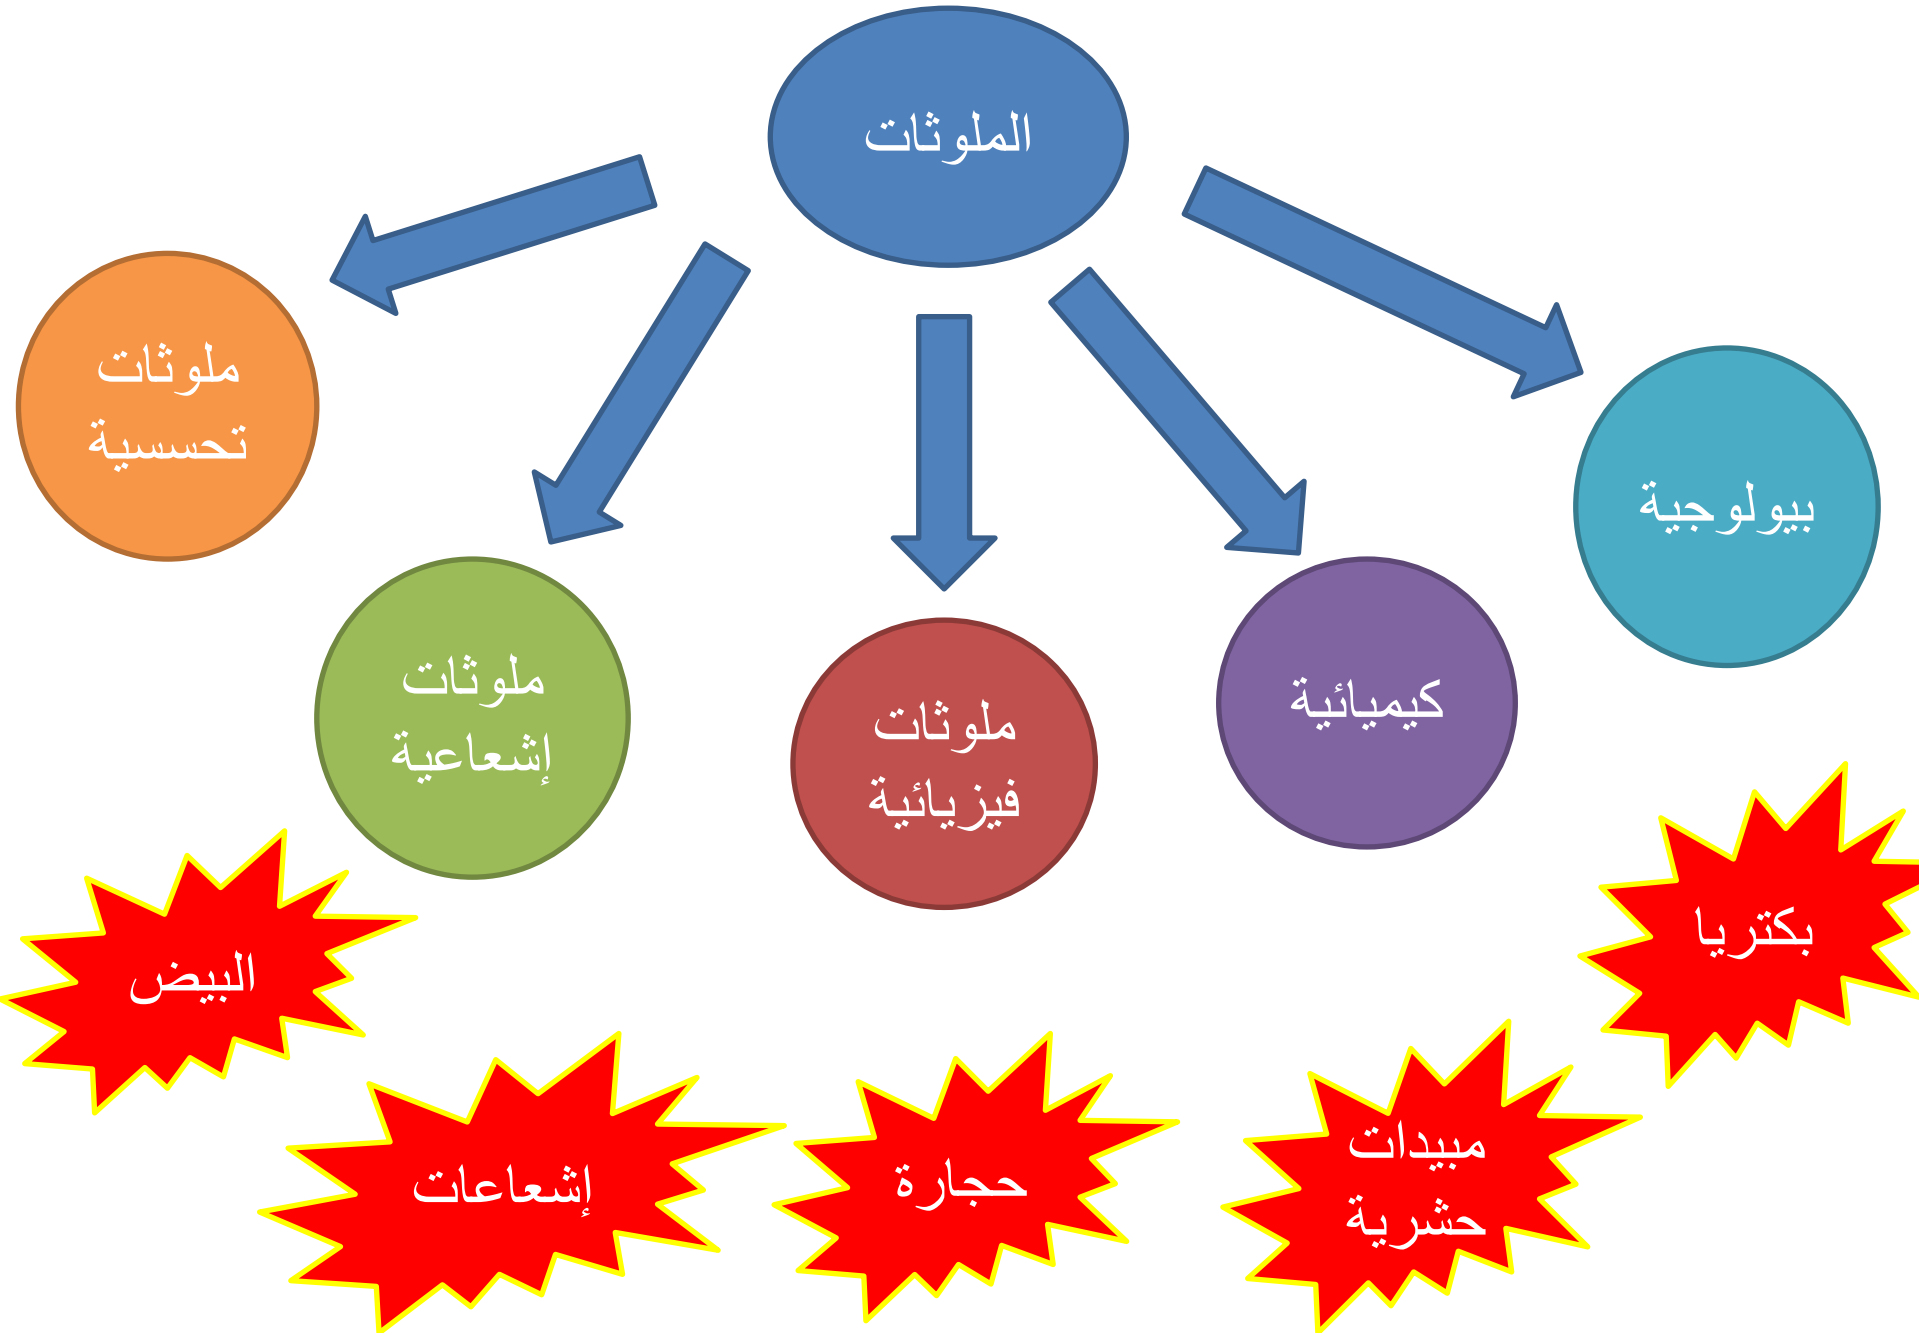 الملوثات
بيولوجية
كيميائية
ملوثات
فيزيائية
ملوثات
إشعاعية
ملوثات
تحسسية
بكتريا
مبيدات
حشرية
حجارة
إشعاعات
البيض